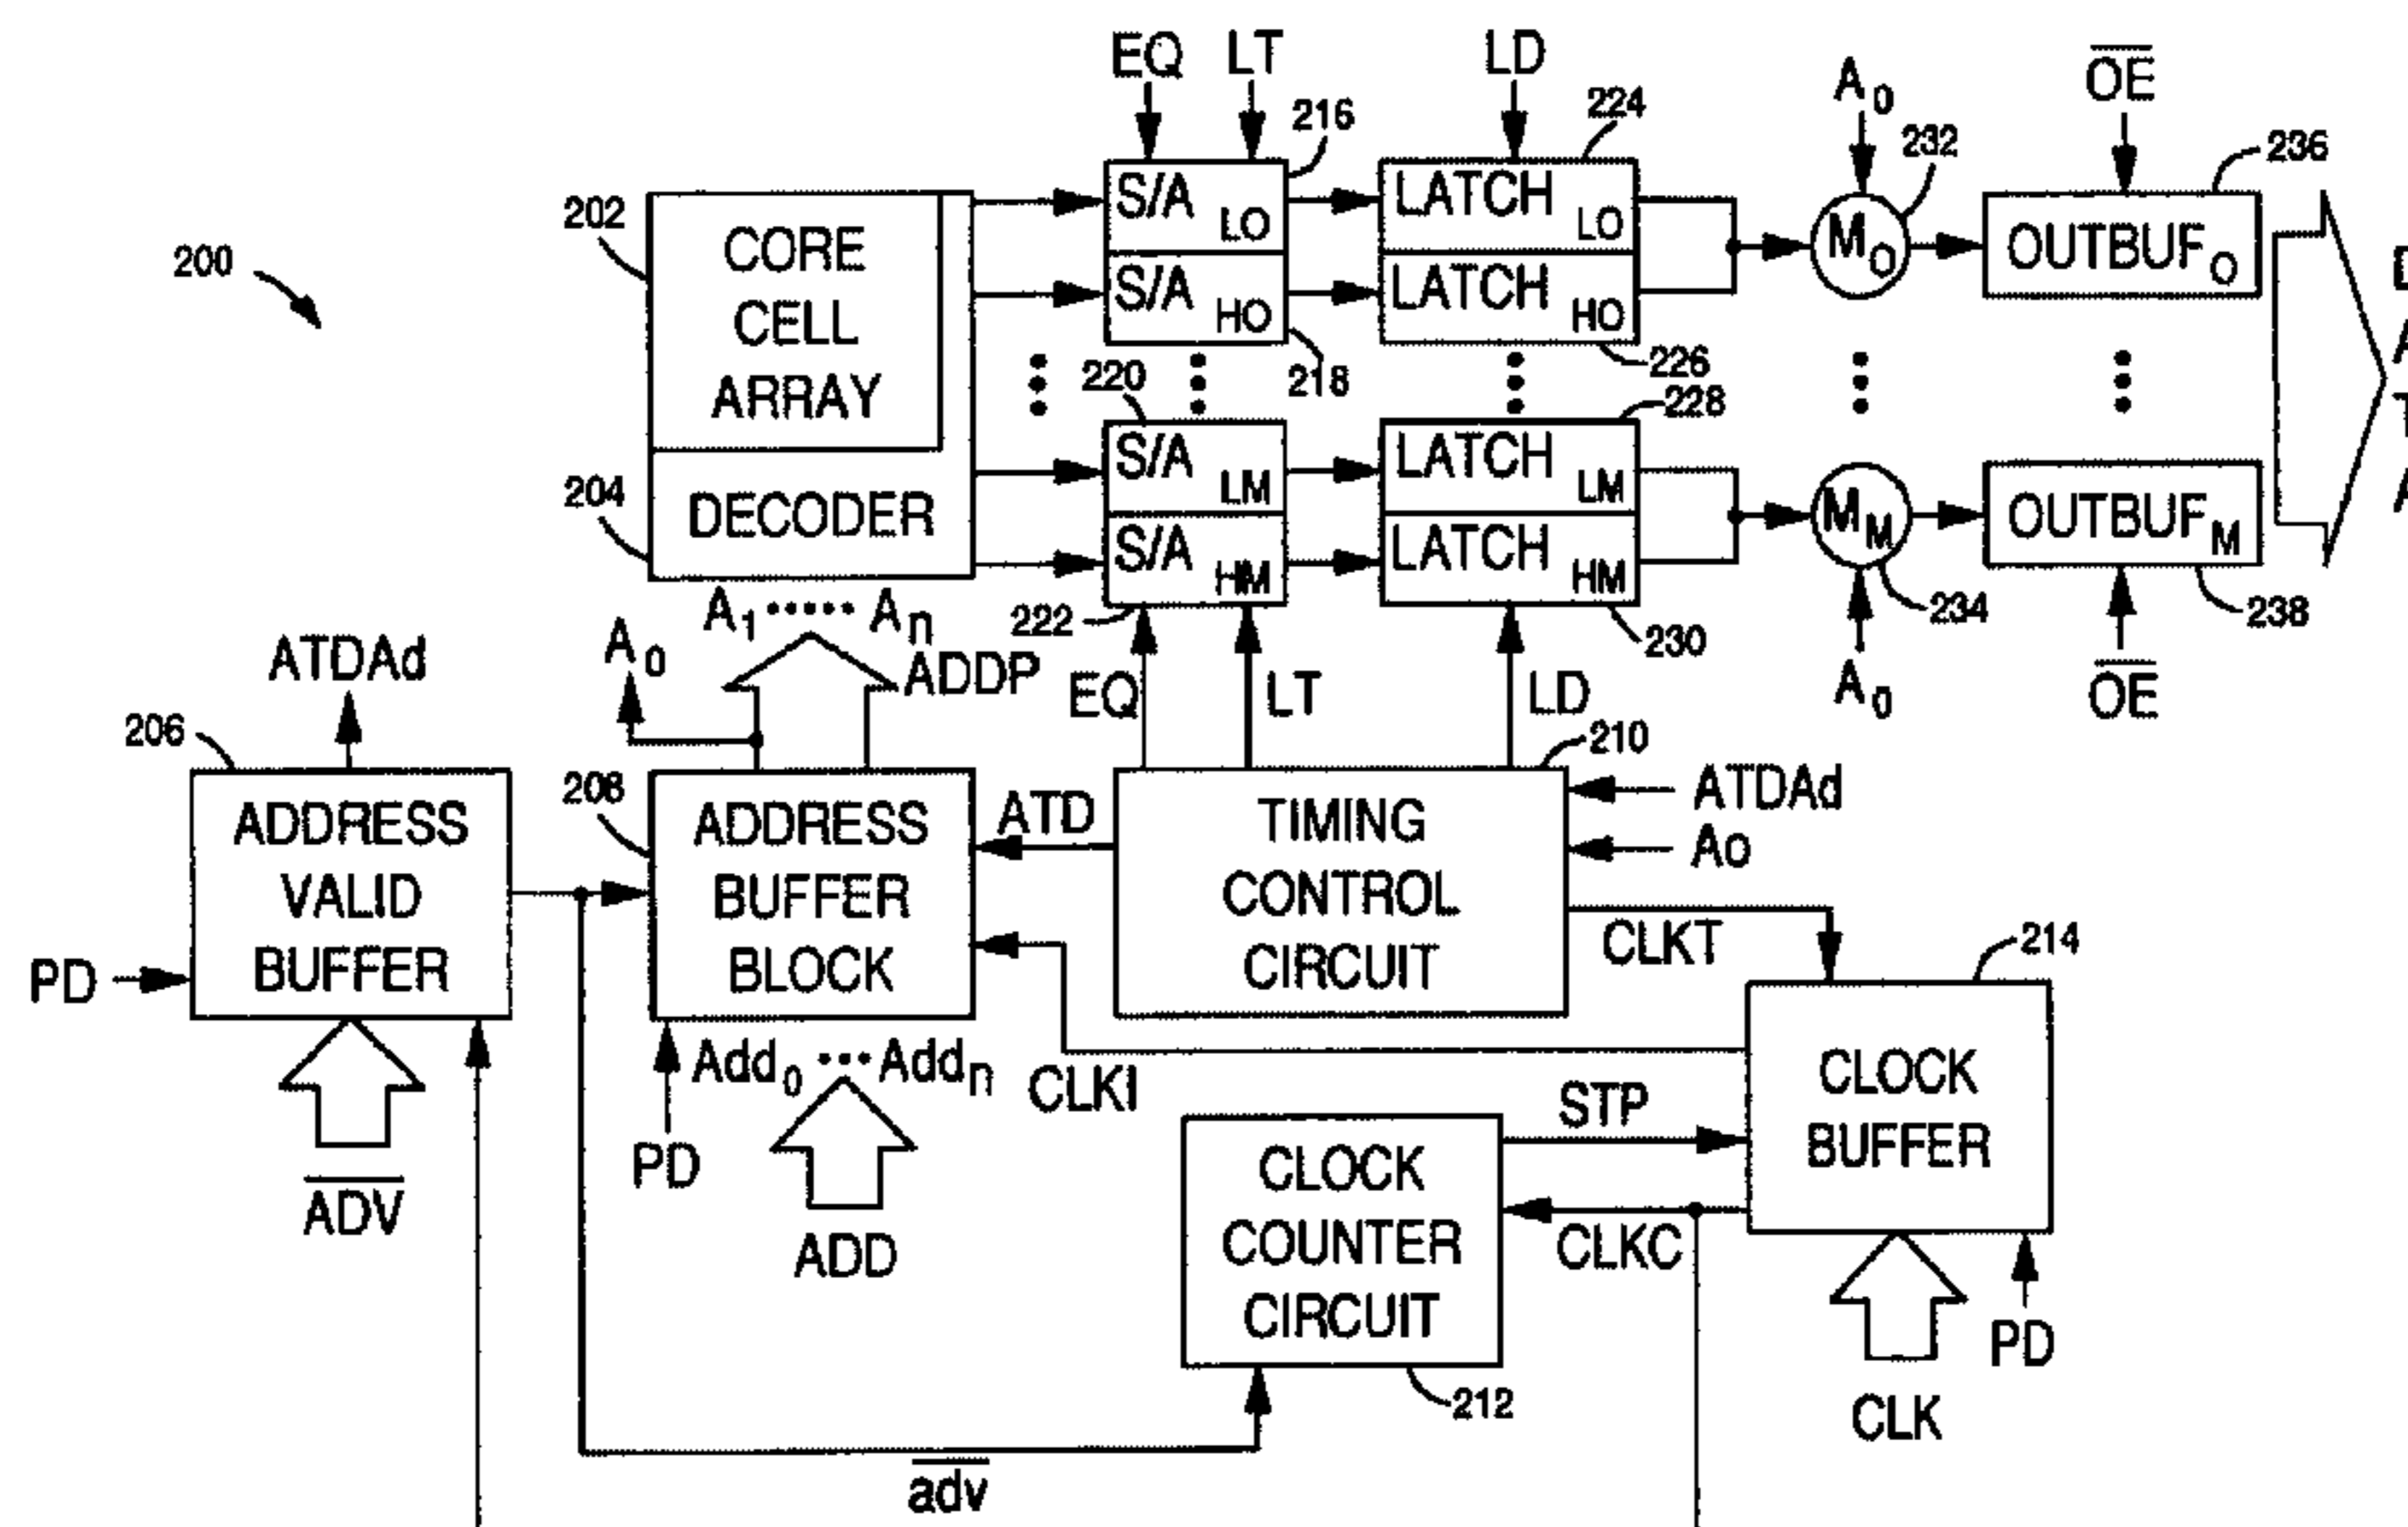 EQ
LT
LD
A0
OE
216
224
232
236
200
202
CORE
CELL
ARRAY
204
DECODER
S/A LO
S/A HO
218
LATCH LO
LATCH HO
226
M0
OUTBUF0
220
S/A LM
S/A HM
222
228
LATCH LM
LATCH HM
230
MM
234
A0
OUTBUFM
238
OE
A1 ····· An
ADDP
A0
ATDAd
EQ
LT
LD
206
ADDRESS
VALID
BUFFER
PD
ADV
208
ADDRESS
BUFFER
BLOCK
ATD
210
TIMING
CONTROL
CIRCUIT
ATDAd
Ao
CLKT
214
CLOCK
BUFFER
PD
Add0 ··· Addn
ADD
CLKI
STP
CLKC
CLOCK
COUNTER
CIRCUIT
212
CLK
PD
adv